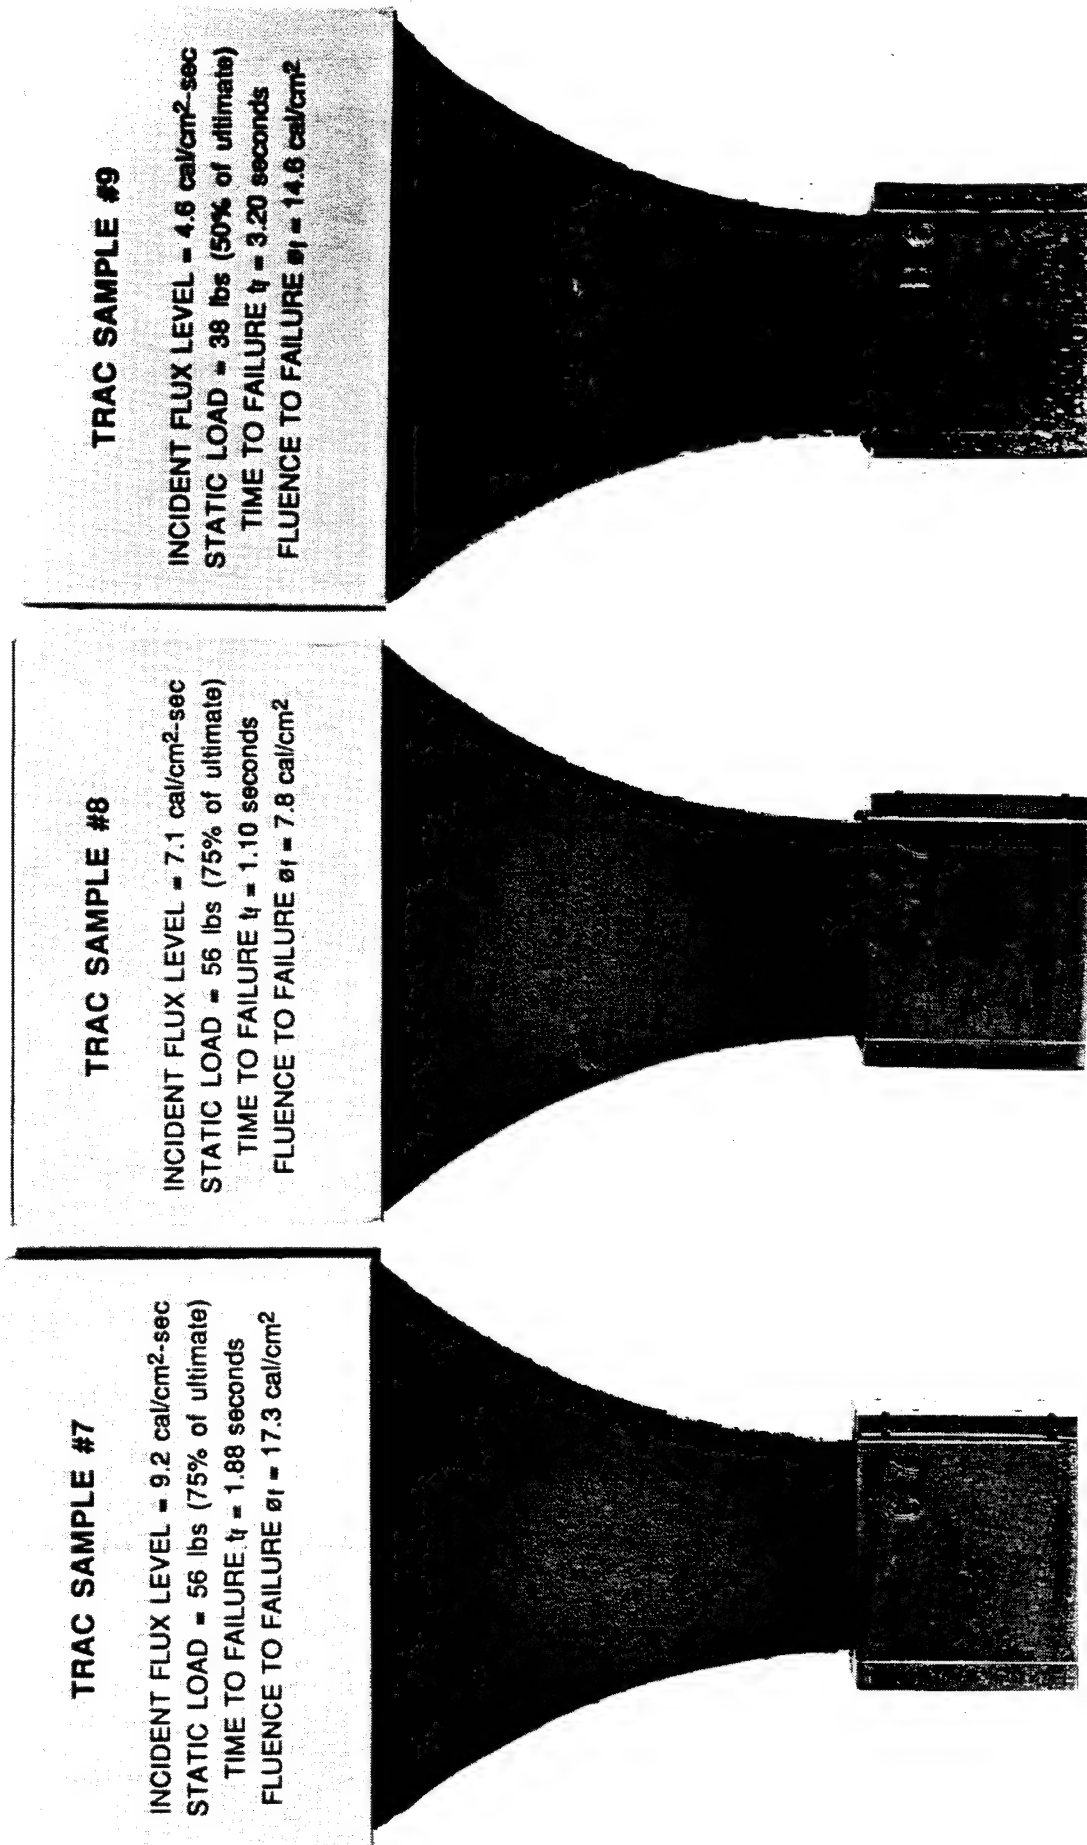 TRAC SAMPLE #7
INCIDENT FLUX LEVEL = 9.2 cal/cm²-sec
STATIC LOAD = 56 lbs (75% of ultimate)
TIME TO FAILURE tf = 1.88 seconds
FLUENCE TO FAILURE øf = 17.3 cal/cm²
TRAC SAMPLE #8
INCIDENT FLUX LEVEL = 7.1 cal/cm²-sec
STATIC LOAD = 56 lbs (75% of ultimate)
TIME TO FAILURE tf = 1.10 seconds
FLUENCE TO FAILURE øf = 7.8 cal/cm²
TRAC SAMPLE #9
INCIDENT FLUX LEVEL = 4.6 cal/cm²-sec
STATIC LOAD = 38 lbs (50% of ultimate)
TIME TO FAILURE tf = 3.20 seconds
FLUENCE TO FAILURE øf = 14.6 cal/cm²